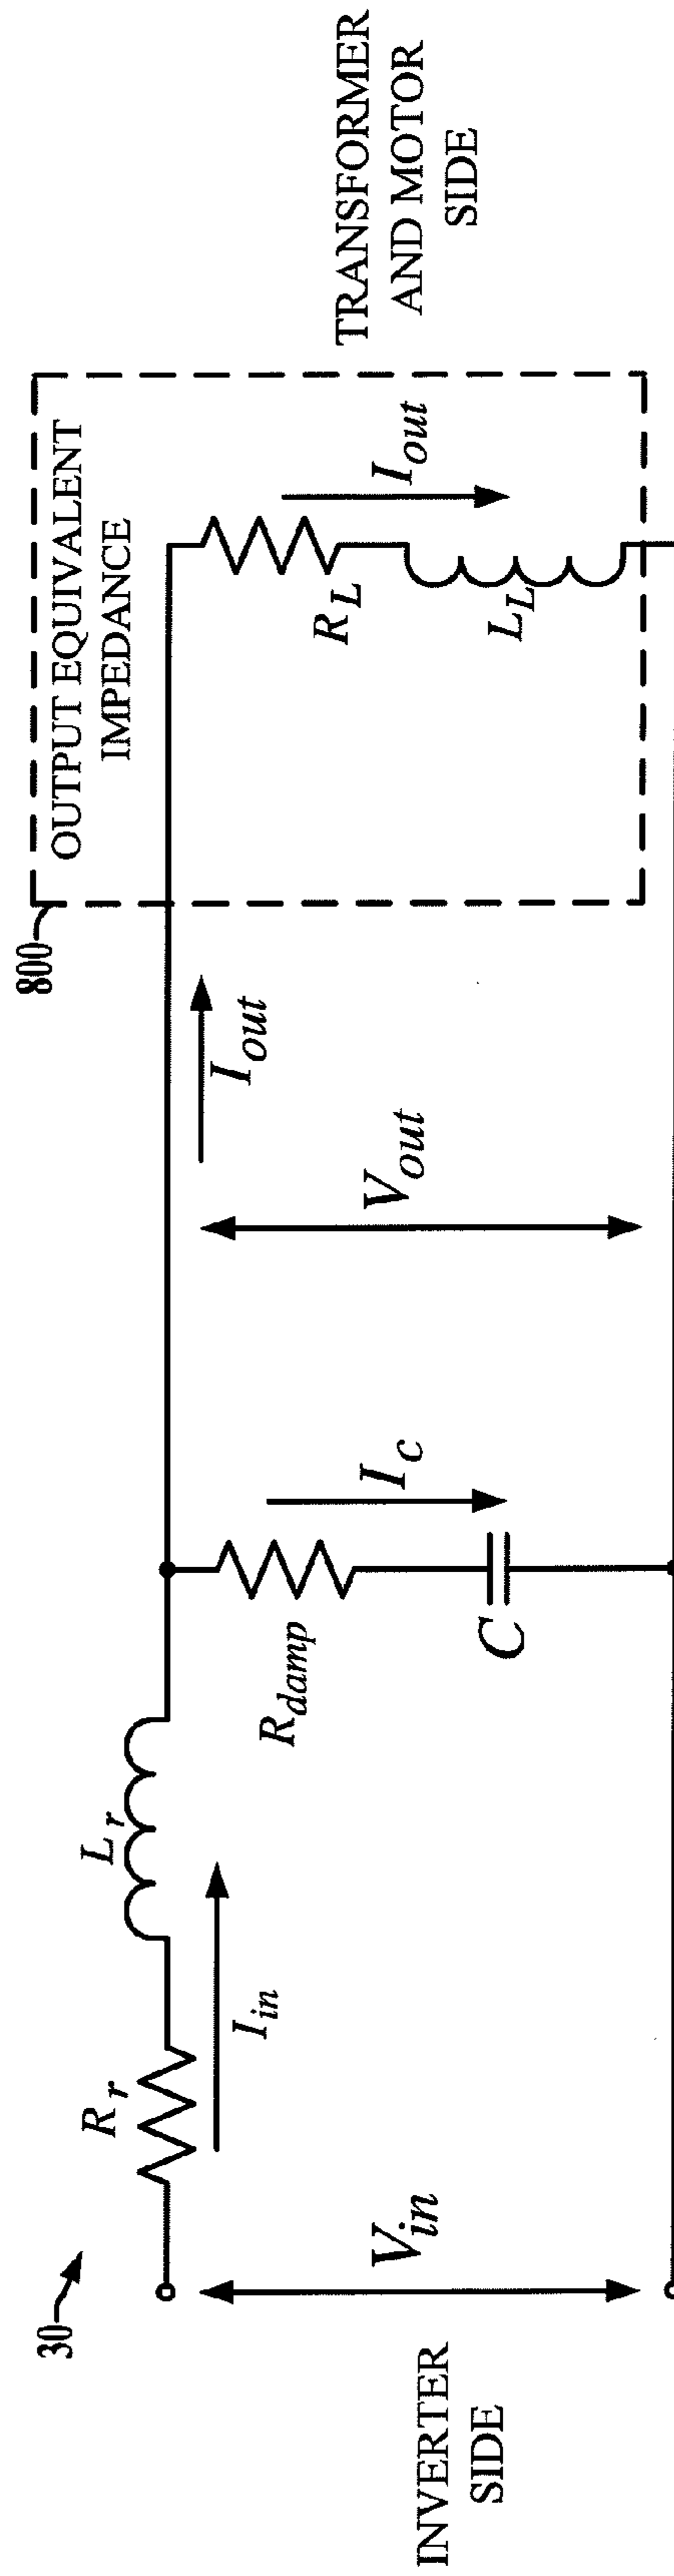 30
INVERTER
SIDE
V_in
R_r
I_in
L_r
R_damp
C
I_c
V_out
I_out
800
OUTPUT EQUIVALENT
IMPEDANCE
R_L
L_L
I_out
TRANSFORMER
AND MOTOR
SIDE